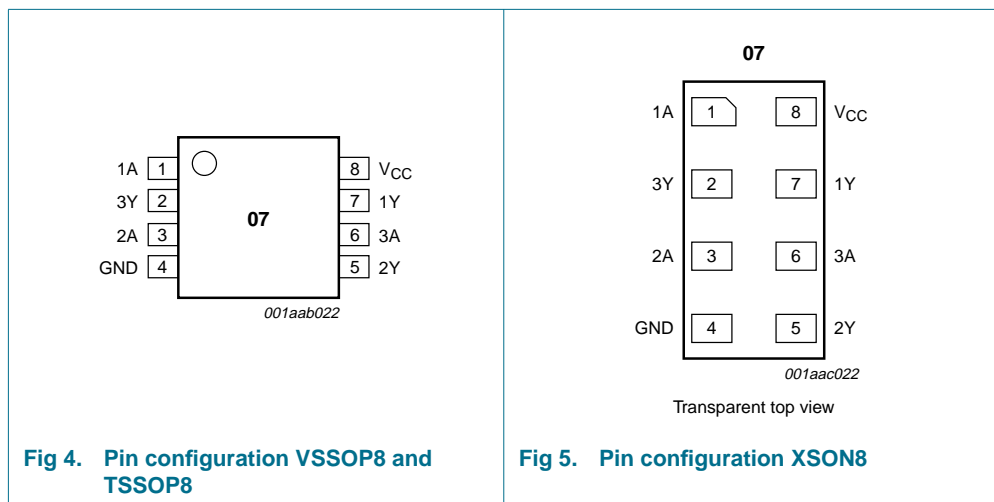 1A 1 8 VCC
3Y 2 7 1Y
07
2A 3 6 3A
GND 4 5 2Y
001aab022
Fig 4. Pin configuration VSSOP8 and
TSSOP8
07
1A 1 8 VCC
3Y 2 7 1Y
2A 3 6 3A
GND 4 5 2Y
001aac022
Transparent top view
Fig 5. Pin configuration XSON8